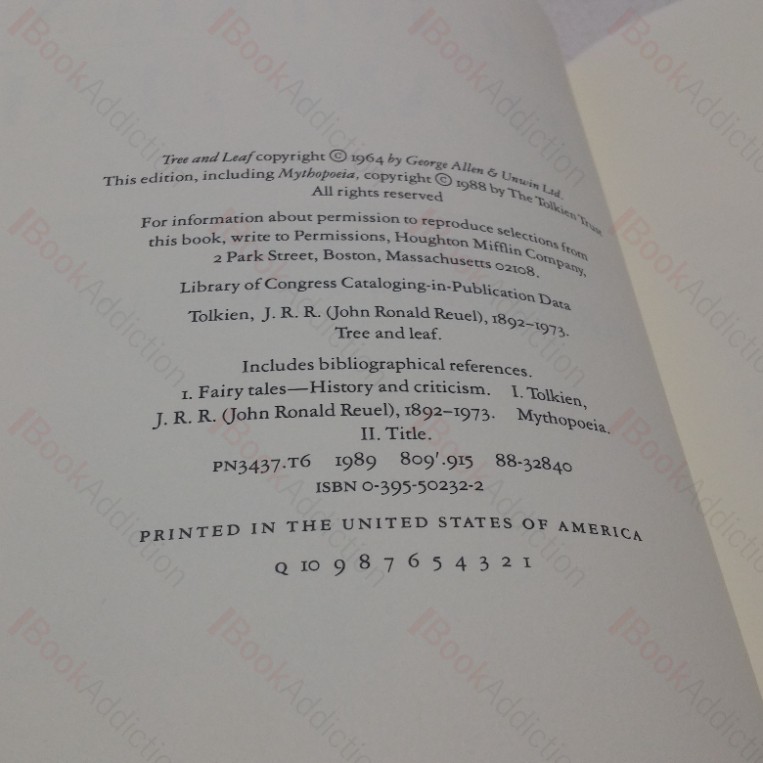 Tree and Leaf copyright © 1964 by George Allen & Unwin Ltd.
This edition, including Mythopoeia, copyright © 1988 by The Tolkien Trust
All rights reserved
For information about permission to reproduce selections from
this book, write to Permissions, Houghton Mifflin Company,
2 Park Street, Boston, Massachusetts 02108.
Library of Congress Cataloging-in-Publication Data
Tolkien, J. R. R. (John Ronald Reuel), 1892–1973.
Tree and leaf.
Includes bibliographical references.
1. Fairy tales—History and criticism. I. Tolkien,
J. R. R. (John Ronald Reuel), 1892–1973. Mythopoeia.
II. Title.
PN3437.T6 1989 809′.915 88-32840
ISBN 0-395-50232-2
PRINTED IN THE UNITED STATES OF AMERICA
Q 10 9 8 7 6 5 4 3 2 1
BookAddiction